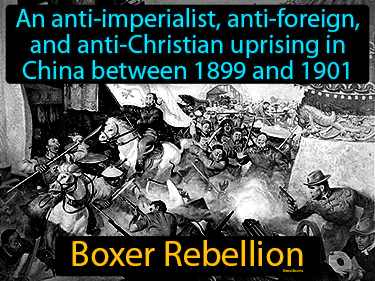 An anti-imperialist, anti-foreign,
and anti-Christian uprising in
China between 1899 and 1901
Boxer Rebellion